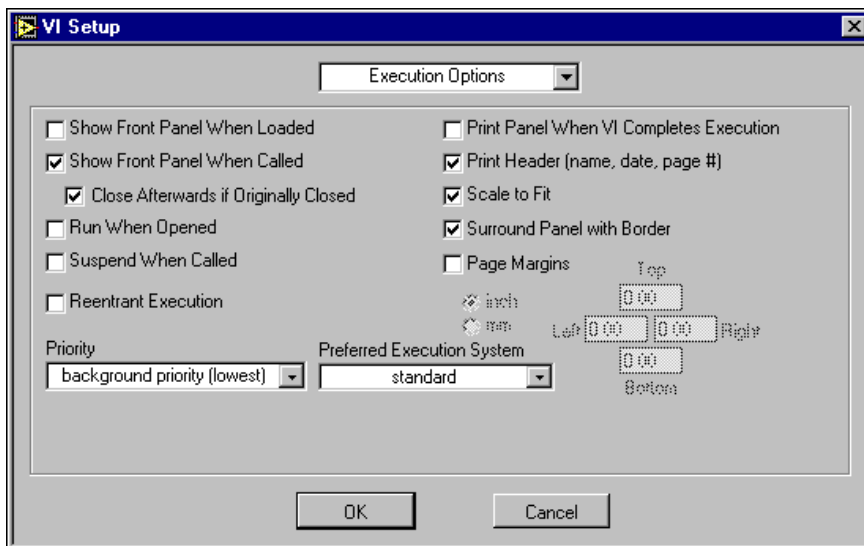 VI Setup
Execution Options
Show Front Panel When Loaded
Show Front Panel When Called
Close Afterwards if Originally Closed
Run When Opened
Suspend When Called
Reentrant Execution
Priority
background priority (lowest)
Preferred Execution System
standard
Print Panel When VI Completes Execution
Print Header (name, date, page #)
Scale to Fit
Surround Panel with Border
Page Margins
inch
mm
Top
0.00
Left 0.00 0.00 Right
0.00
Bottom
OK
Cancel